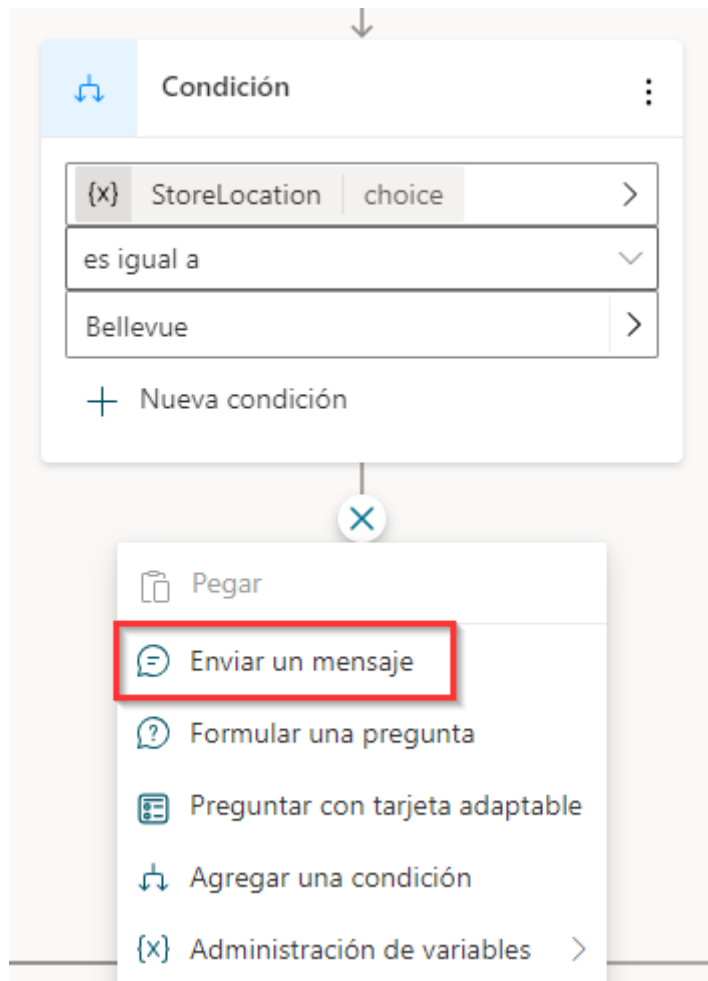 Condición
{x} StoreLocation choice
es igual a
Bellevue
Nueva condición
Pegar
Enviar un mensaje
Formular una pregunta
Preguntar con tarjeta adaptable
Agregar una condición
{x} Administración de variables